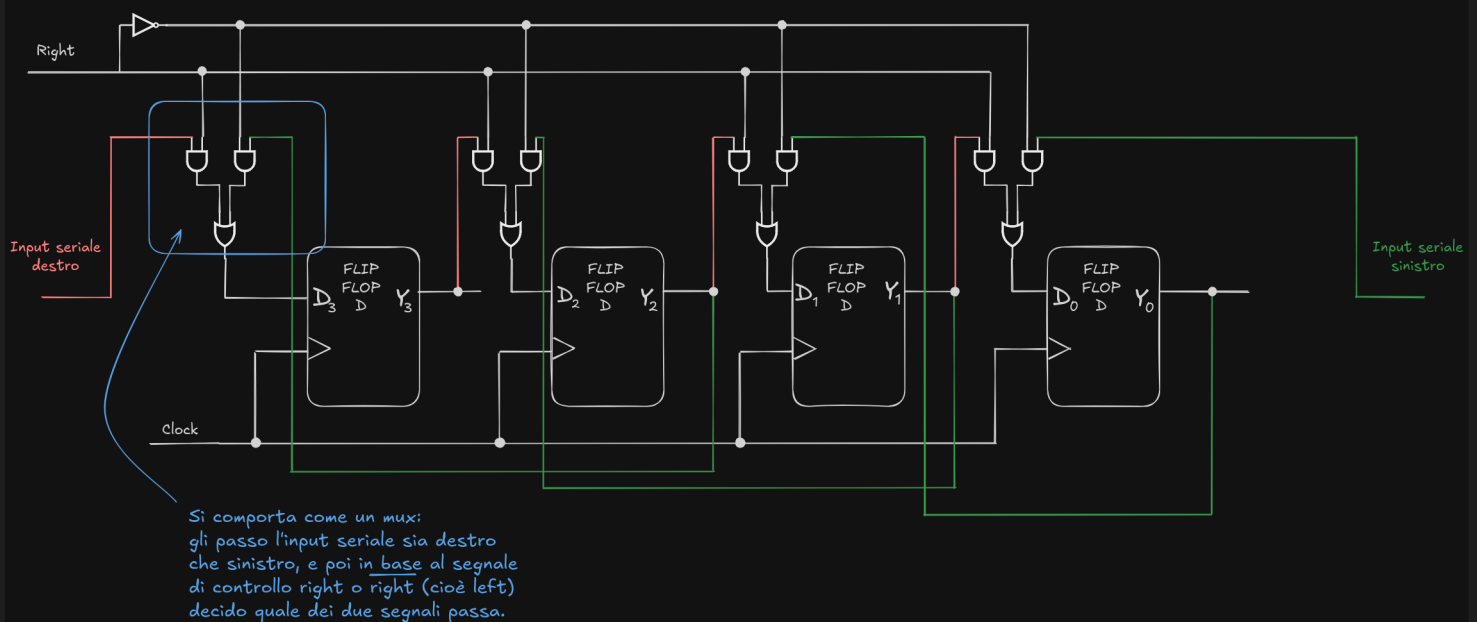 Right
Input seriale
destro
Input seriale
sinistro
FLIP
FLOP
D
D3
Y3
FLIP
FLOP
D
D2
Y2
FLIP
FLOP
D
D1
Y1
FLIP
FLOP
D
D0
Y0
Clock
Si comporta come un mux:
gli passo l'input seriale sia destro
che sinistro, e poi in base al segnale
di controllo right o right (cioè left)
decido quale dei due segnali passa.